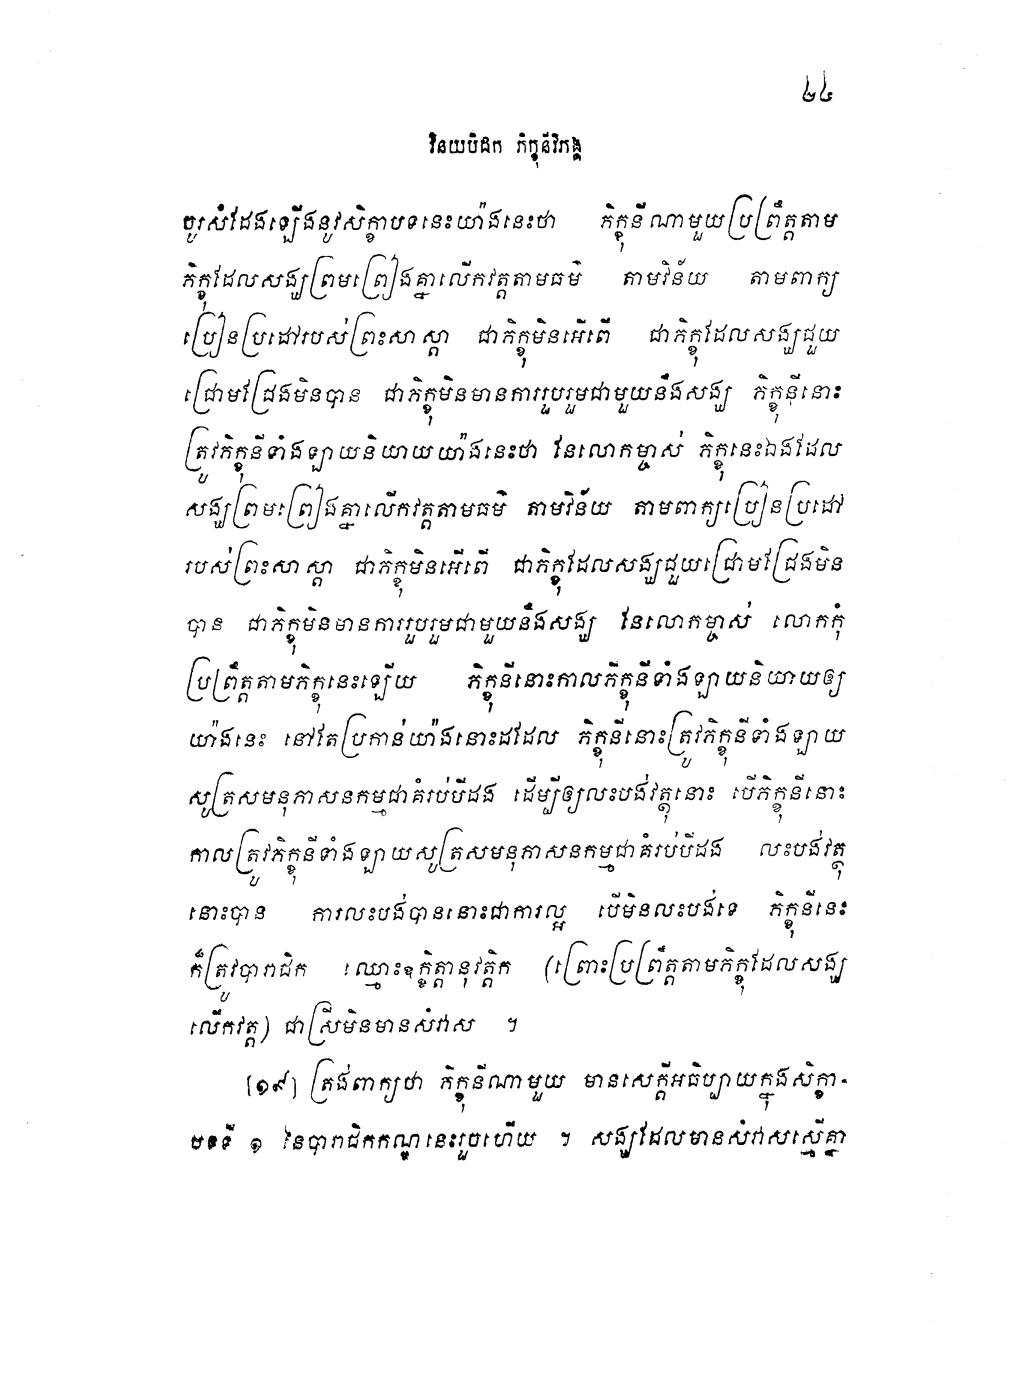 ២៤
វិនយបិដក ភិក្ខុនីវិភង្គ
ចូរសំដែងឡើងនូវសិក្ខាបទនេះយ៉ាងនេះថា ភិក្ខុនីណាមួយប្រព្រឹត្តតាម
ភិក្ខុដែលសង្ឃព្រមព្រៀងគ្នាលើកវត្តតាមធម៌ តាមវិន័យ តាមពាក្យ
ប្រៀនប្រដៅរបស់ព្រះសាស្តា ជាភិក្ខុមិនអើពើ ជាភិក្ខុដែលសង្ឃជួយ
ជ្រោមជ្រែងមិនបាន ជាភិក្ខុមិនមានការរួបរួមជាមួយនឹងសង្ឃ ភិក្ខុនីនោះ
ត្រូវភិក្ខុនីទាំងឡាយនិយាយយ៉ាងនេះថា នែលោកម្ចាស់ ភិក្ខុនេះឯងដែល
សង្ឃព្រមព្រៀងគ្នាលើកវត្តតាមធម៌ តាមវិន័យ តាមពាក្យប្រៀនប្រដៅ
របស់ព្រះសាស្តា ជាភិក្ខុមិនអើពើ ជាភិក្ខុដែលសង្ឃជួយជ្រោមជ្រែងមិន
បាន ជាភិក្ខុមិនមានការរួបរួមជាមួយនឹងសង្ឃ នែលោកម្ចាស់ លោកកុំ
ប្រព្រឹត្តតាមភិក្ខុនេះឡើយ ភិក្ខុនីនោះកាលភិក្ខុនីទាំងឡាយនិយាយឲ្យ
យ៉ាងនេះ នៅតែប្រកាន់យ៉ាងនោះដដែល ភិក្ខុនីនោះត្រូវភិក្ខុនីទាំងឡាយ
សូត្រសមនុភាសនកម្មជាគំរប់បីដង ដើម្បីឲ្យលះបង់វត្ថុនោះ បើភិក្ខុនីនោះ
កាលត្រូវភិក្ខុនីទាំងឡាយសូត្រសមនុភាសនកម្មជាគំរប់បីដង លះបង់វត្ថុ
នោះបាន ការលះបង់បាននោះជាការល្អ បើមិនលះបង់ទេ ភិក្ខុនីនេះ
ក៏ត្រូវបារាជិក ឈ្មោះឧក្ខិត្តានុវត្តិក (ព្រោះប្រព្រឹត្តតាមភិក្ខុដែលសង្ឃ
លើកវត្ត) ជាស្រីមិនមានសំវាស ។
[១៩] ត្រង់ពាក្យថា ភិក្ខុនីណាមួយ មានសេក្តីអធិប្បាយក្នុងសិក្ខា-
បទទី ១ នៃបារាជិកកណ្ឌនេះរួចហើយ ។ សង្ឃដែលមានសំវាសស្មើគ្នា